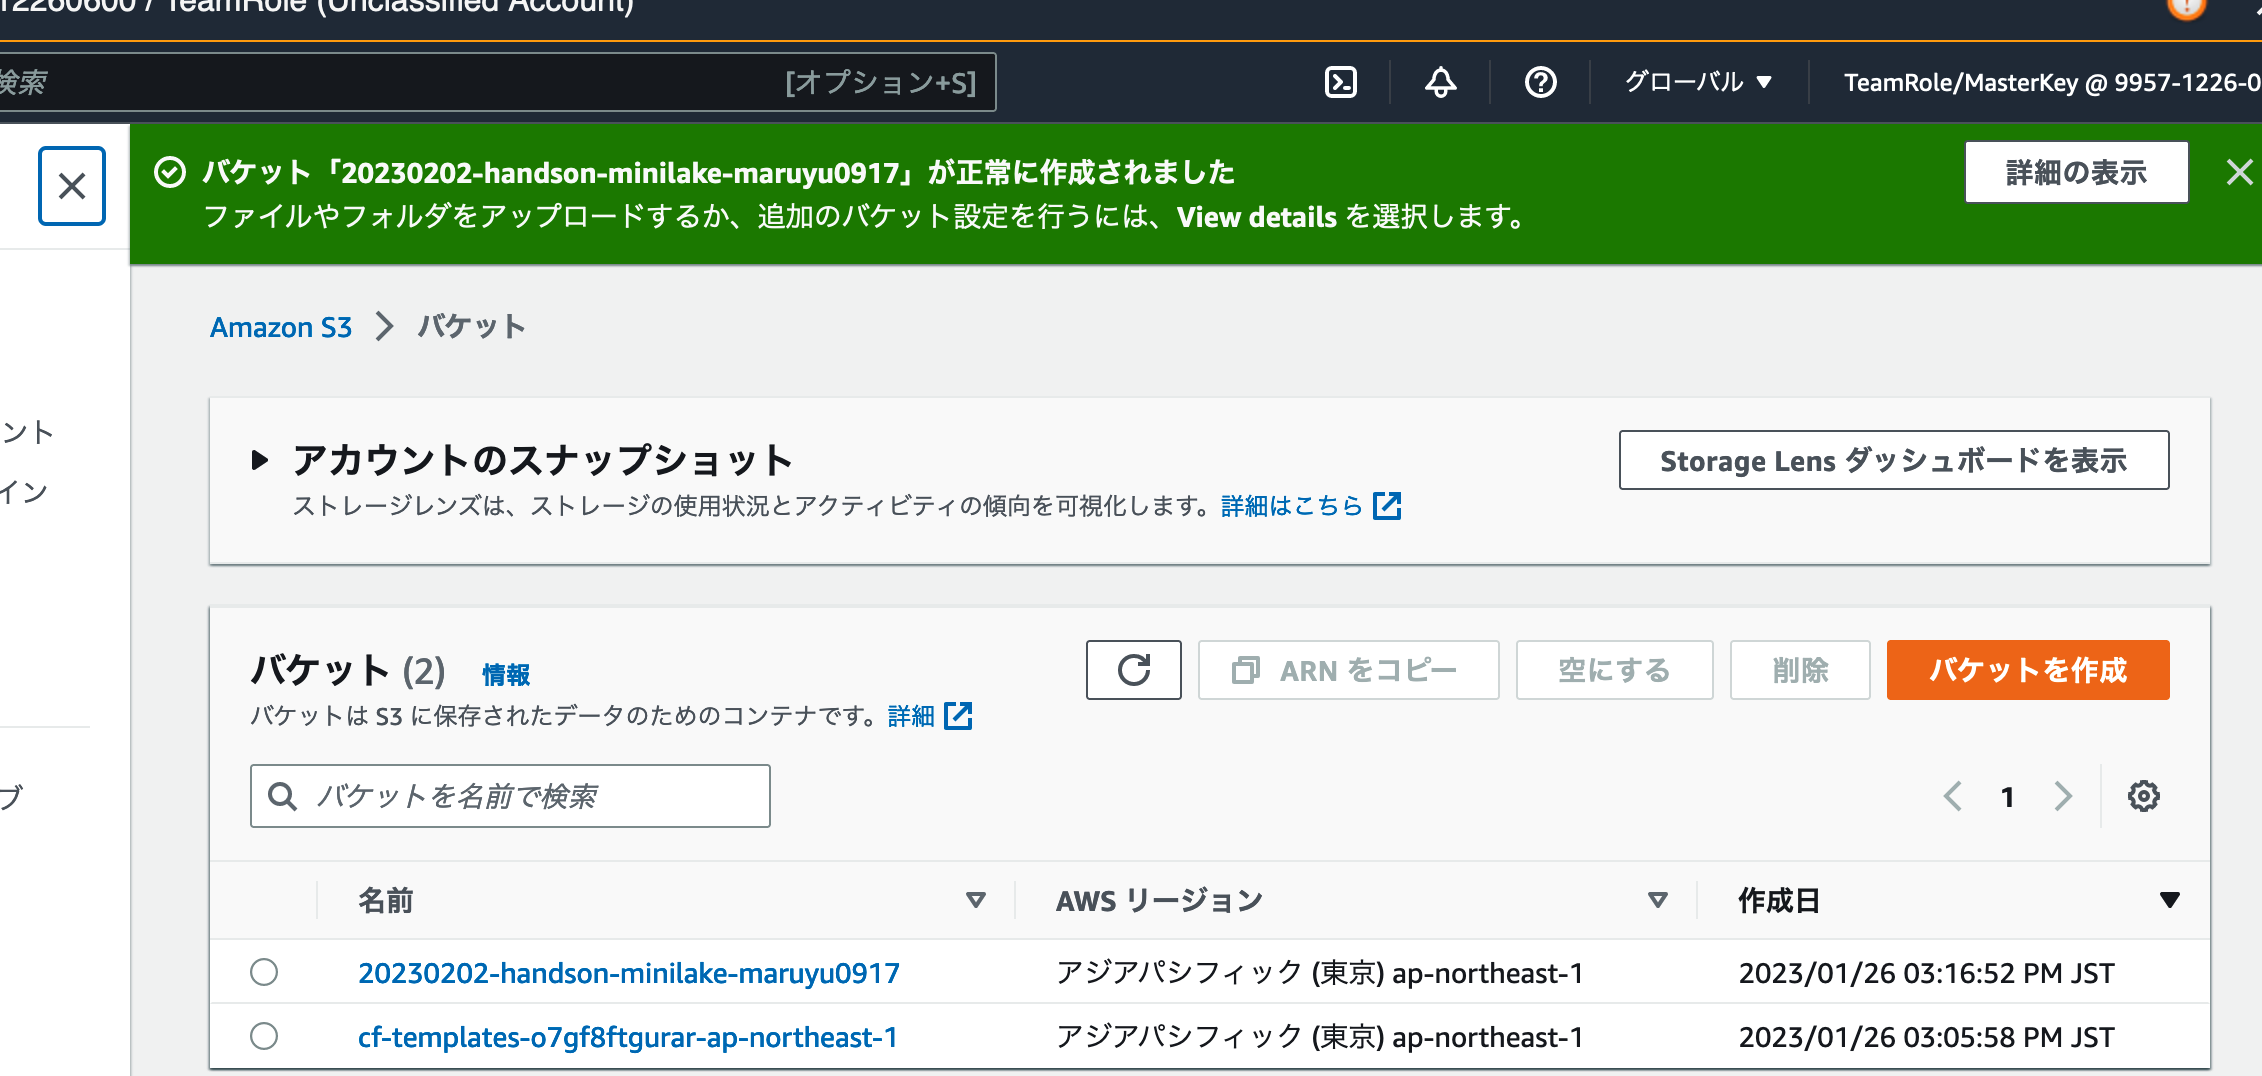 12260600 / TeamRole (Unclassified Account)
検索 [オプション+S] グローバル ▼ TeamRole/MasterKey @ 9957-1226-0
バケット「20230202-handson-minilake-maruyu0917」が正常に作成されました
ファイルやフォルダをアップロードするか、追加のバケット設定を行うには、View details を選択します。
詳細の表示
Amazon S3 > バケット
ント
イン
ブ
アカウントのスナップショット
ストレージレンズは、ストレージの使用状況とアクティビティの傾向を可視化します。詳細はこちら
Storage Lens ダッシュボードを表示
バケット (2) 情報
バケットは S3 に保存されたデータのためのコンテナです。詳細
ARN をコピー 空にする 削除 バケットを作成
バケットを名前で検索
1
名前 AWS リージョン 作成日
20230202-handson-minilake-maruyu0917 アジアパシフィック (東京) ap-northeast-1 2023/01/26 03:16:52 PM JST
cf-templates-o7gf8ftgurar-ap-northeast-1 アジアパシフィック (東京) ap-northeast-1 2023/01/26 03:05:58 PM JST